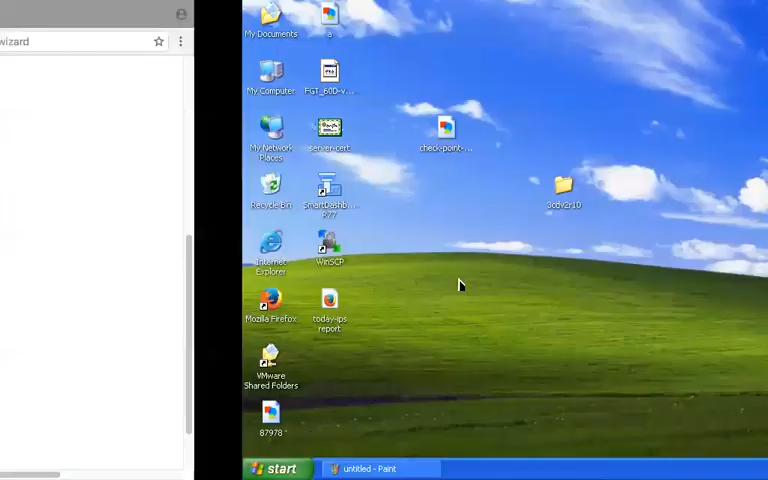 wizard
My Documents
a
My Computer
FGT_60D-v...
My Network
Places
server-cert
check-point-...
Recycle Bin
SmartDashb...
R77
3cdv2r10
Internet
Explorer
WinSCP
Mozilla Firefox
today-ips
report
VMware
Shared Folders
87978
start
untitled - Paint